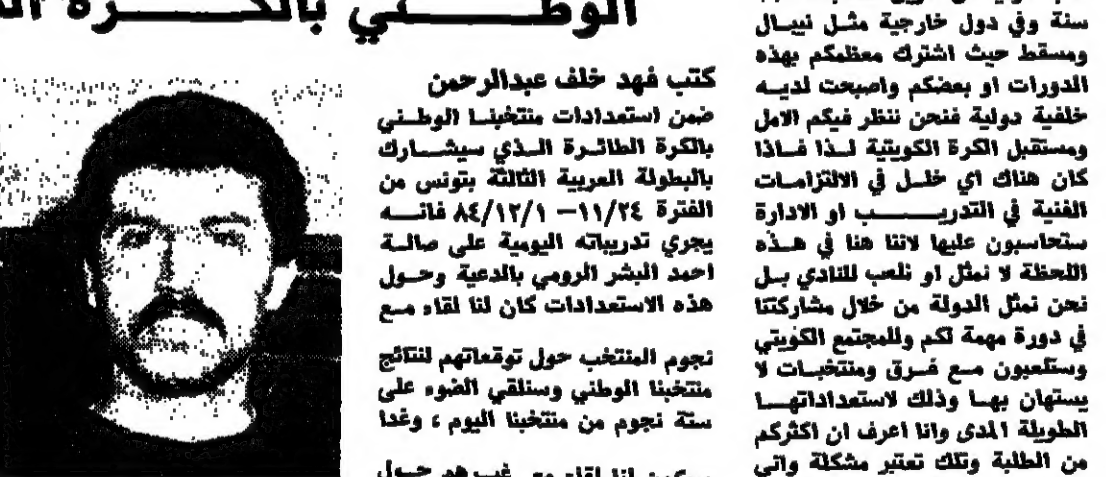 الوطني بالكـ
كتب فهد خلف عبدالرحمن
ضمن استعدادات منتخبنا الوطني
بالكرة الطائرة الذي سيشارك
بالبطولة العربية الثالثة بتونس من
الفترة ١١/٢٤ – ٨٤/١٢/١ فانه
يجري تدريباته اليومية على صالة
احمد البشر الرومي بالدعية وحول
هذه الاستعدادات كان لنا لقاء مع
نجوم المنتخب حول توقعاتهم لنتائج
منتخبنا الوطني وسنلقي الضوء على
ستة نجوم من منتخبنا اليوم ، وغدا
سنة وفي دول خارجية مثل نيبال
ومسقط حيث اشترك معظمكم بهذه
الدورات او بعضكم واصبحت لديه
خلفية دولية فنحن ننظر فيكم الامل
ومستقبل الكرة الكويتية لذا فاذا
كان هناك اي خلل في الالتزامات
الفنية في التدريب او الادارة
ستحاسبون عليها لاننا هنا في هذه
اللحظة لا نمثل او نلعب للنادي بل
نحن نمثل الدولة من خلال مشاركتنا
في دورة مهمة لكم وللمجتمع الكويتي
وستلعبون مع فرق ومنتخبات لا
يستهان بها وذلك لاستعداداتها
الطويلة المدى وانا اعرف ان اكثركم
من الطلبة وتلك تعتبر مشكلة واني